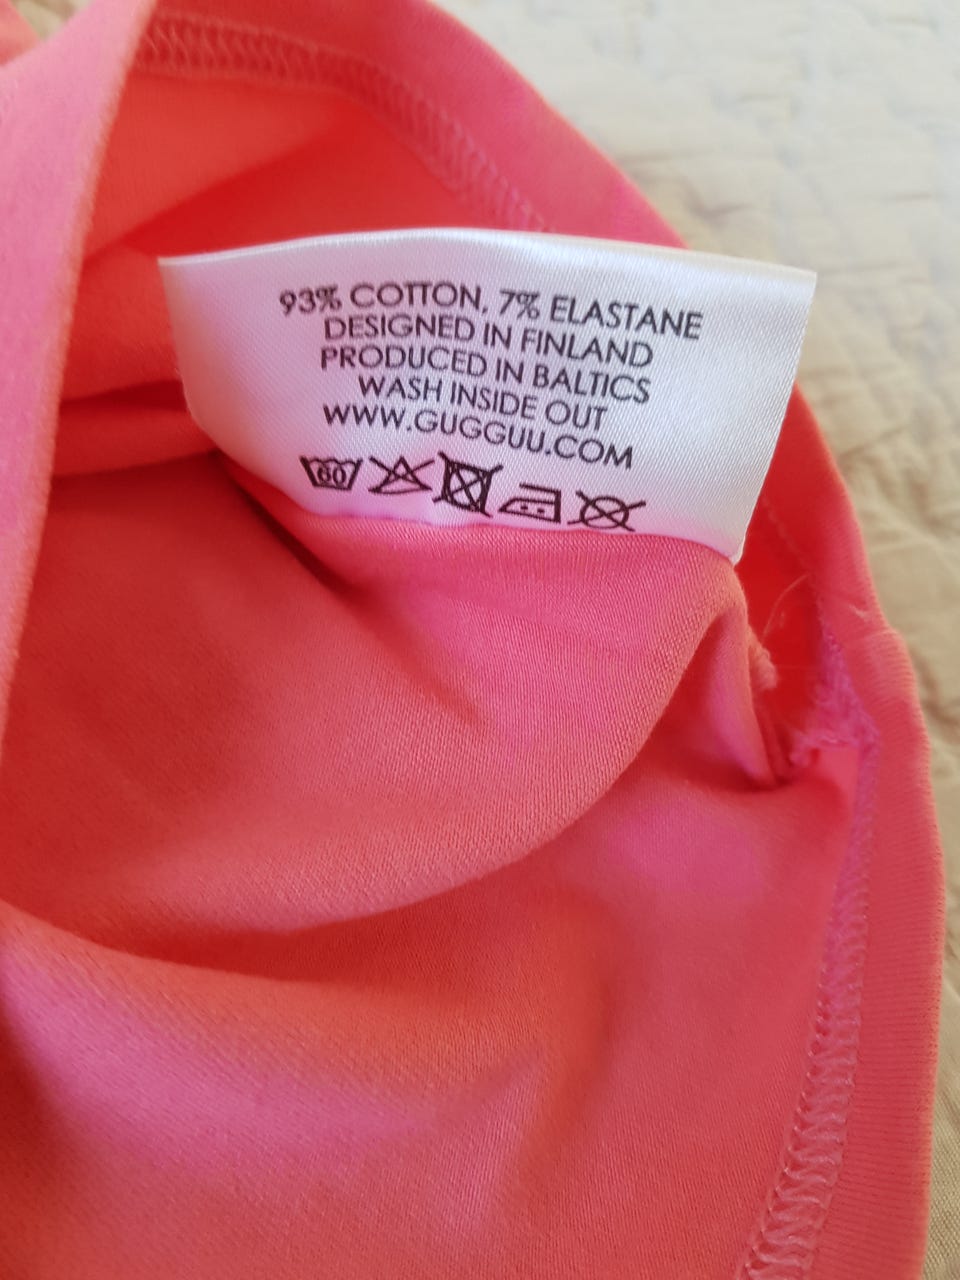 93% COTTON, 7% ELASTANE
DESIGNED IN FINLAND
PRODUCED IN BALTICS
WASH INSIDE OUT
WWW.GUGGUU.COM
60